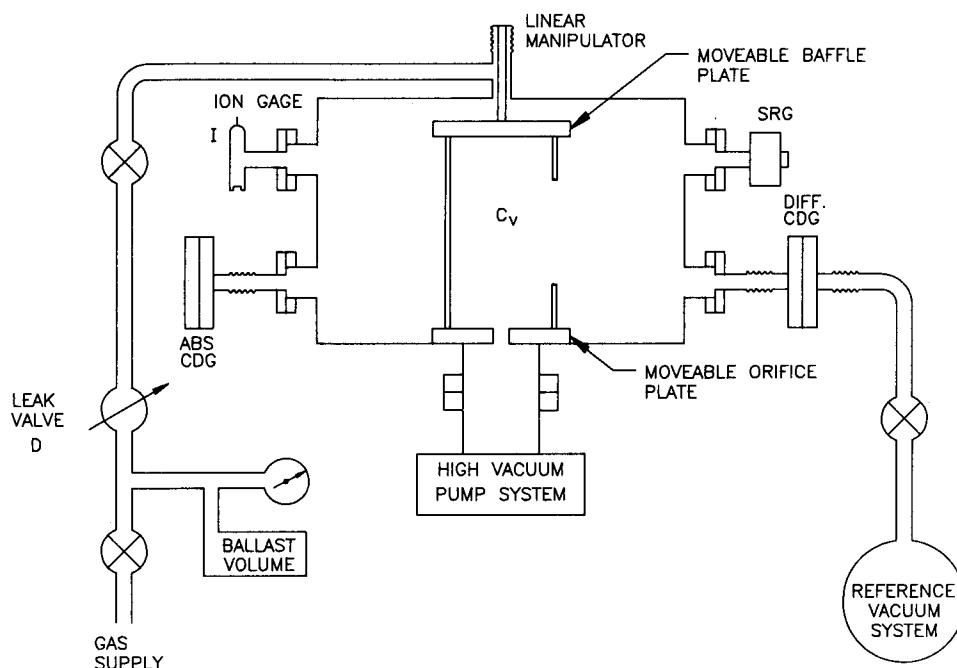 LINEAR
MANIPULATOR
MOVEABLE BAFFLE
PLATE
ION GAGE
I
SRG
C_V
DIFF.
CDG
ABS
CDG
MOVEABLE ORIFICE
PLATE
LEAK
VALVE
D
HIGH VACUUM
PUMP SYSTEM
BALLAST
VOLUME
REFERENCE
VACUUM
SYSTEM
GAS
SUPPLY